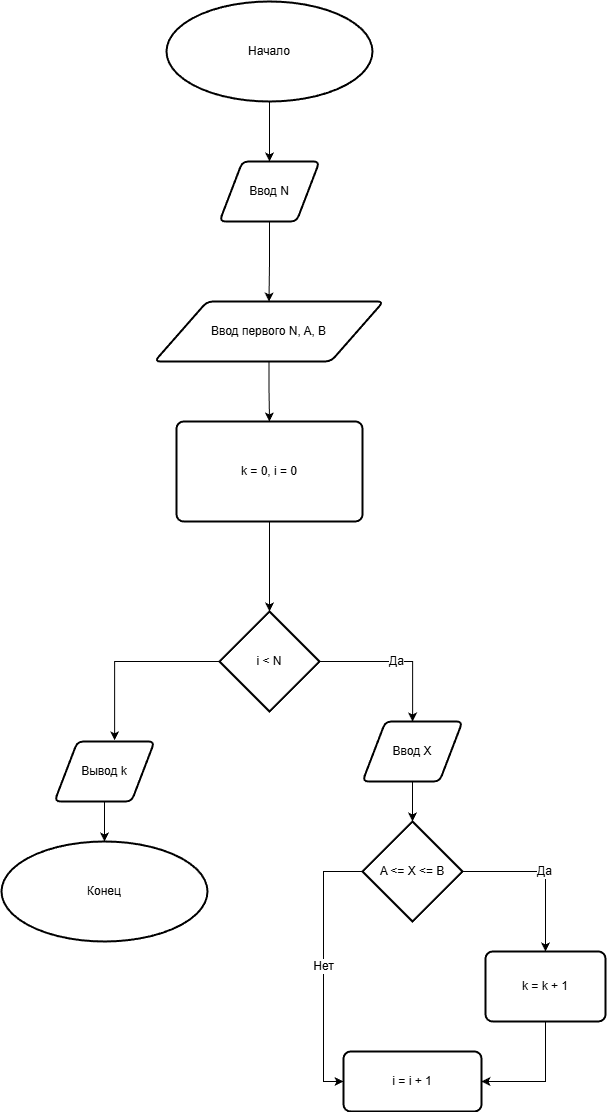 Начало
Ввод N
Ввод первого N, A, B
k = 0, i = 0
i < N
Да
Вывод k
Ввод X
Конец
A <= X <= B
Да
Нет
k = k + 1
i = i + 1